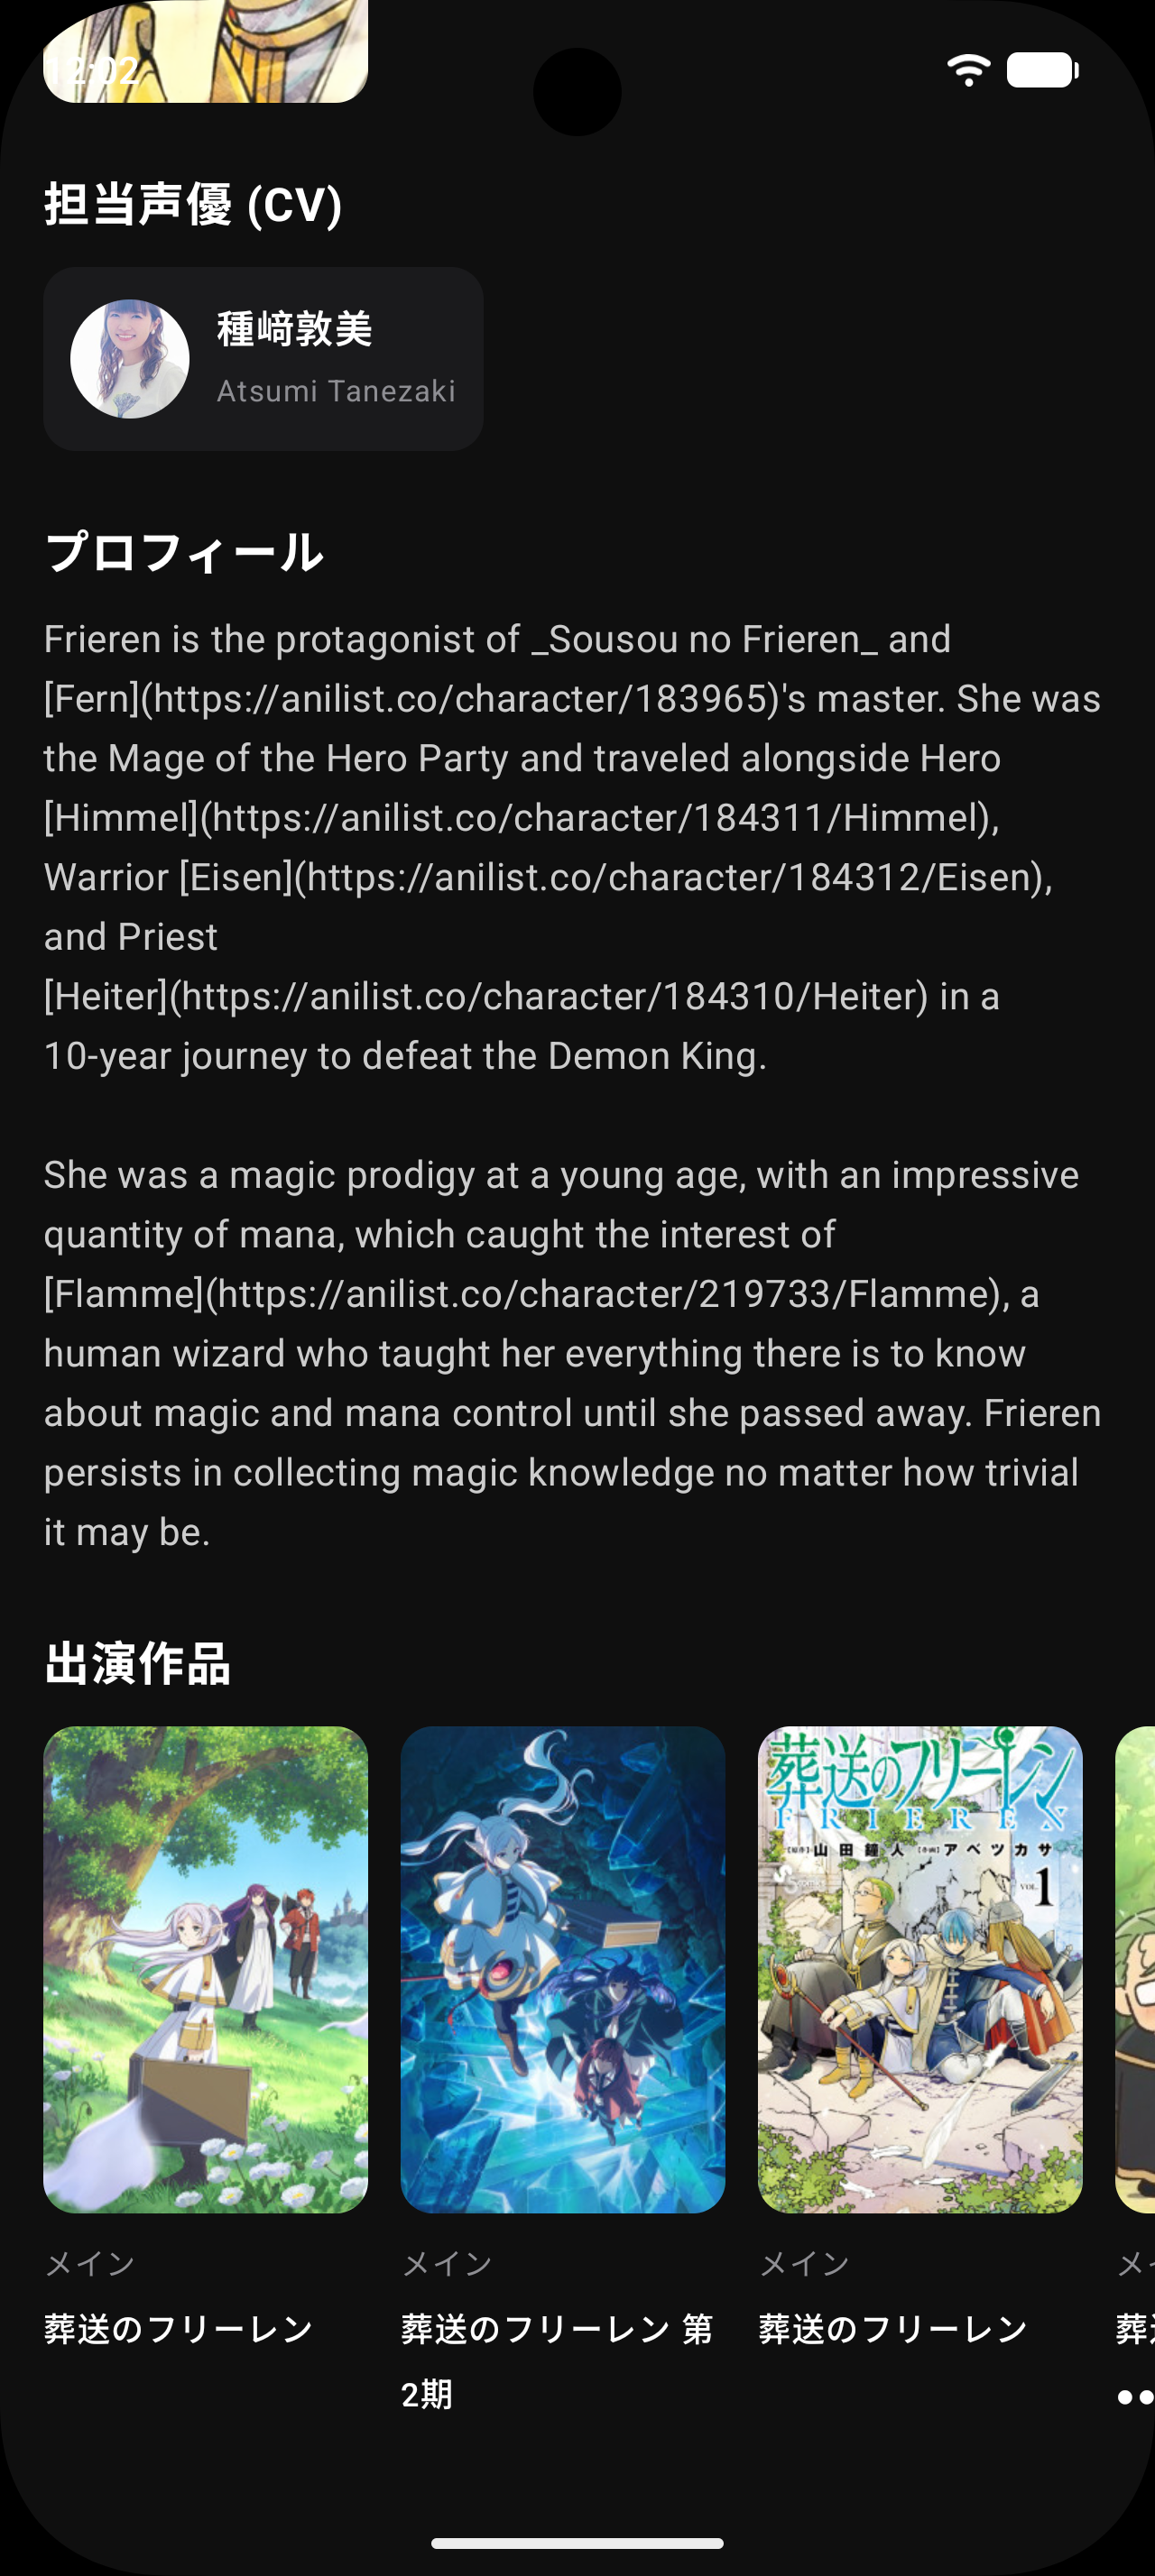 12:02
担当声優 (CV)
種﨑敦美
Atsumi Tanezaki
プロフィール
Frieren is the protagonist of _Sousou no Frieren_ and
[Fern](https://anilist.co/character/183965)'s master. She was
the Mage of the Hero Party and traveled alongside Hero
[Himmel](https://anilist.co/character/184311/Himmel),
Warrior [Eisen](https://anilist.co/character/184312/Eisen),
and Priest
[Heiter](https://anilist.co/character/184310/Heiter) in a
10-year journey to defeat the Demon King.
She was a magic prodigy at a young age, with an impressive
quantity of mana, which caught the interest of
[Flamme](https://anilist.co/character/219733/Flamme), a
human wizard who taught her everything there is to know
about magic and mana control until she passed away. Frieren
persists in collecting magic knowledge no matter how trivial
it may be.
出演作品
葬送のフリーレン
FRIEREN
[原作]山田鐘人 [作画]アベツカサ
VOL.1
メイン
葬送のフリーレン
メイン
葬送のフリーレン 第
2期
メイン
葬送のフリーレン